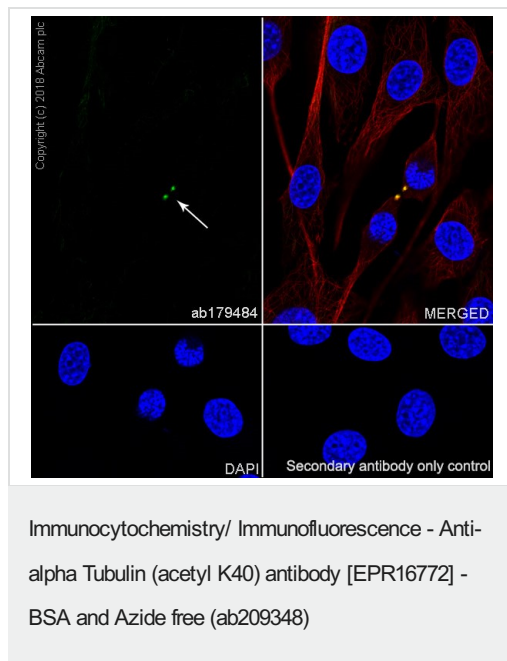 Copyright (c) 2018 Abcam plc
ab179484
MERGED
DAPI
Secondary antibody only control
Immunocytochemistry/ Immunofluorescence - Anti-
alpha Tubulin (acetyl K40) antibody [EPR16772] -
BSA and Azide free (ab209348)